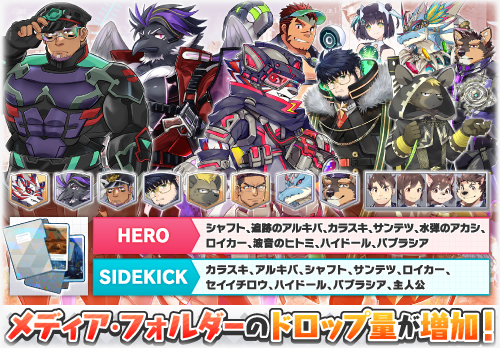 HERO
シャフト、追跡のアルキバ、カラスキ、サンテツ、水弾のアカシ、
ロイカー、波音のヒトミ、ハイドール、バブラシア
SIDEKICK
カラスキ、アルキバ、シャフト、サンテツ、ロイカー、
セイイチロウ、ハイドール、バブラシア、主人公
メディア・フォルダーのドロップ量が増加!